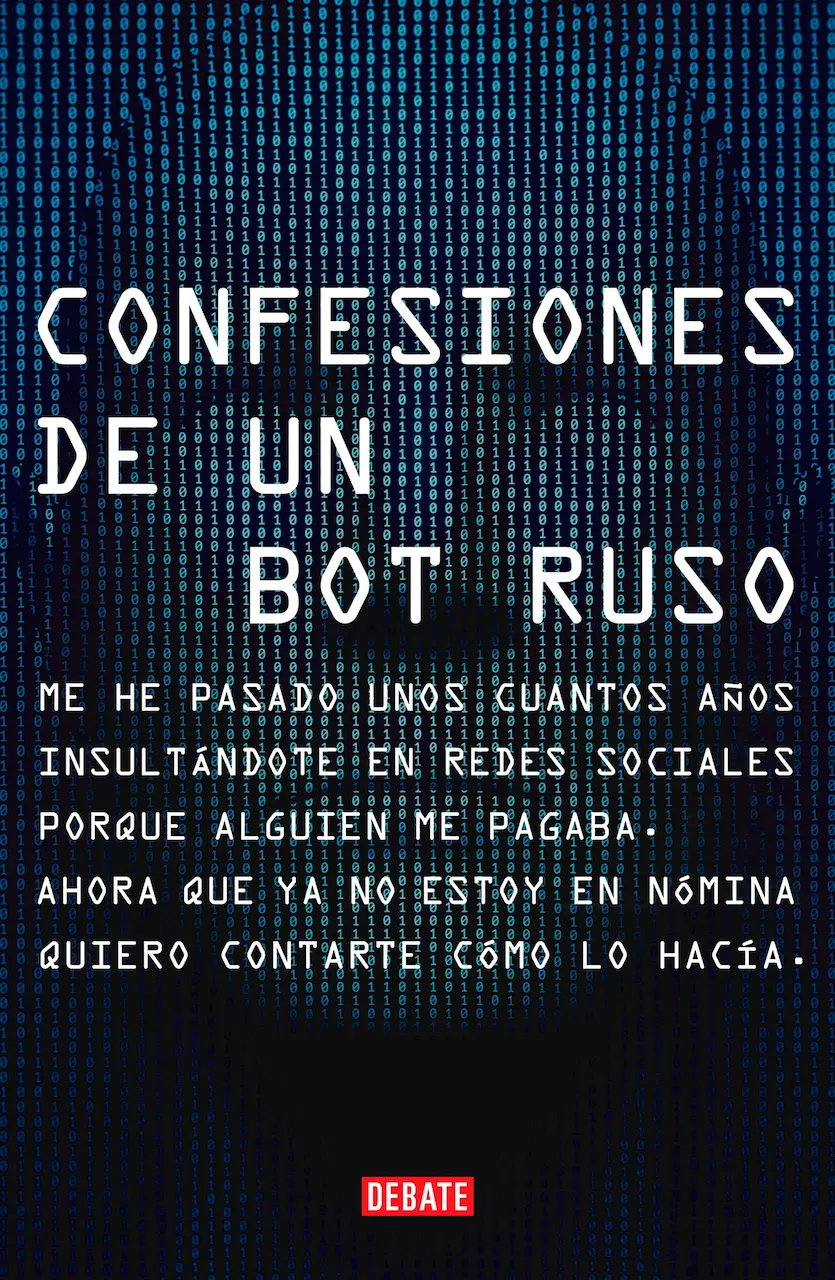 CONFESIONES
DE UN
BOT RUSO
ME HE PASADO UNOS CUANTOS AÑOS
INSULTÁNDOTE EN REDES SOCIALES
PORQUE ALGUIEN ME PAGABA.
AHORA QUE YA NO ESTOY EN NÓMINA
QUIERO CONTARTE CÓMO LO HACÍA.
DEBATE